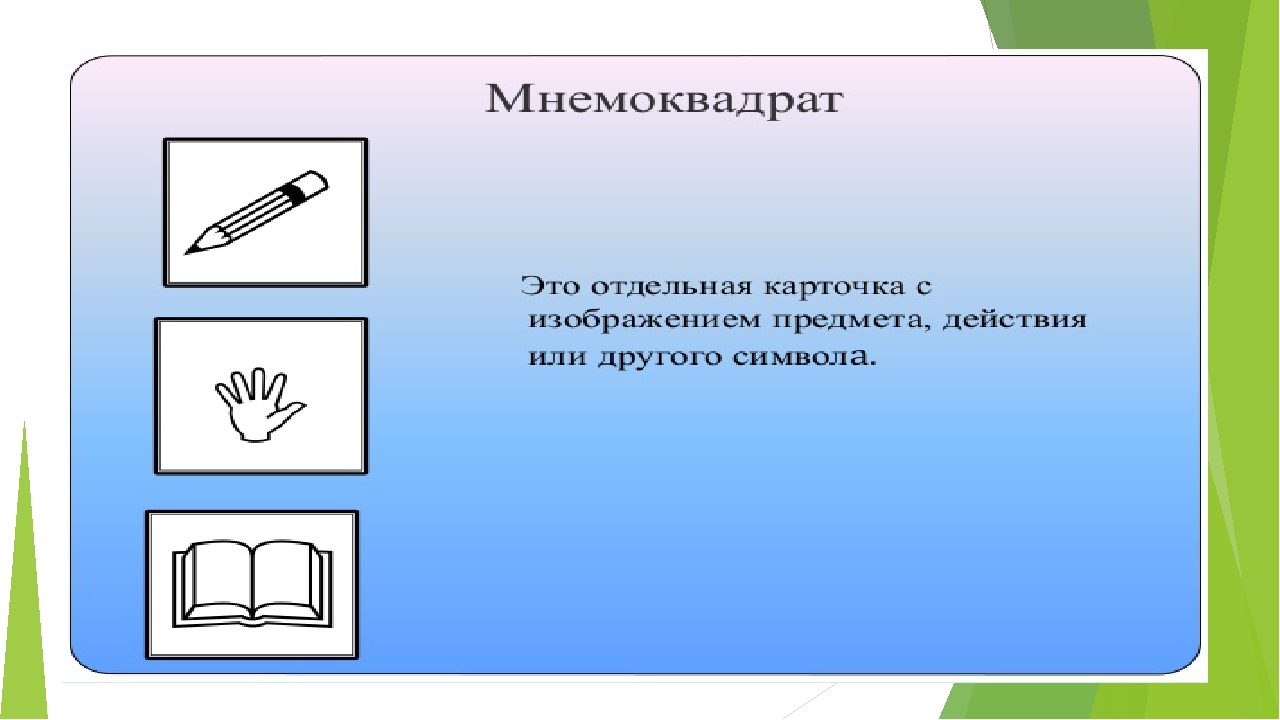 Мнемоквадрат
Это отдельная карточка с
изображением предмета, действия
или другого символа.